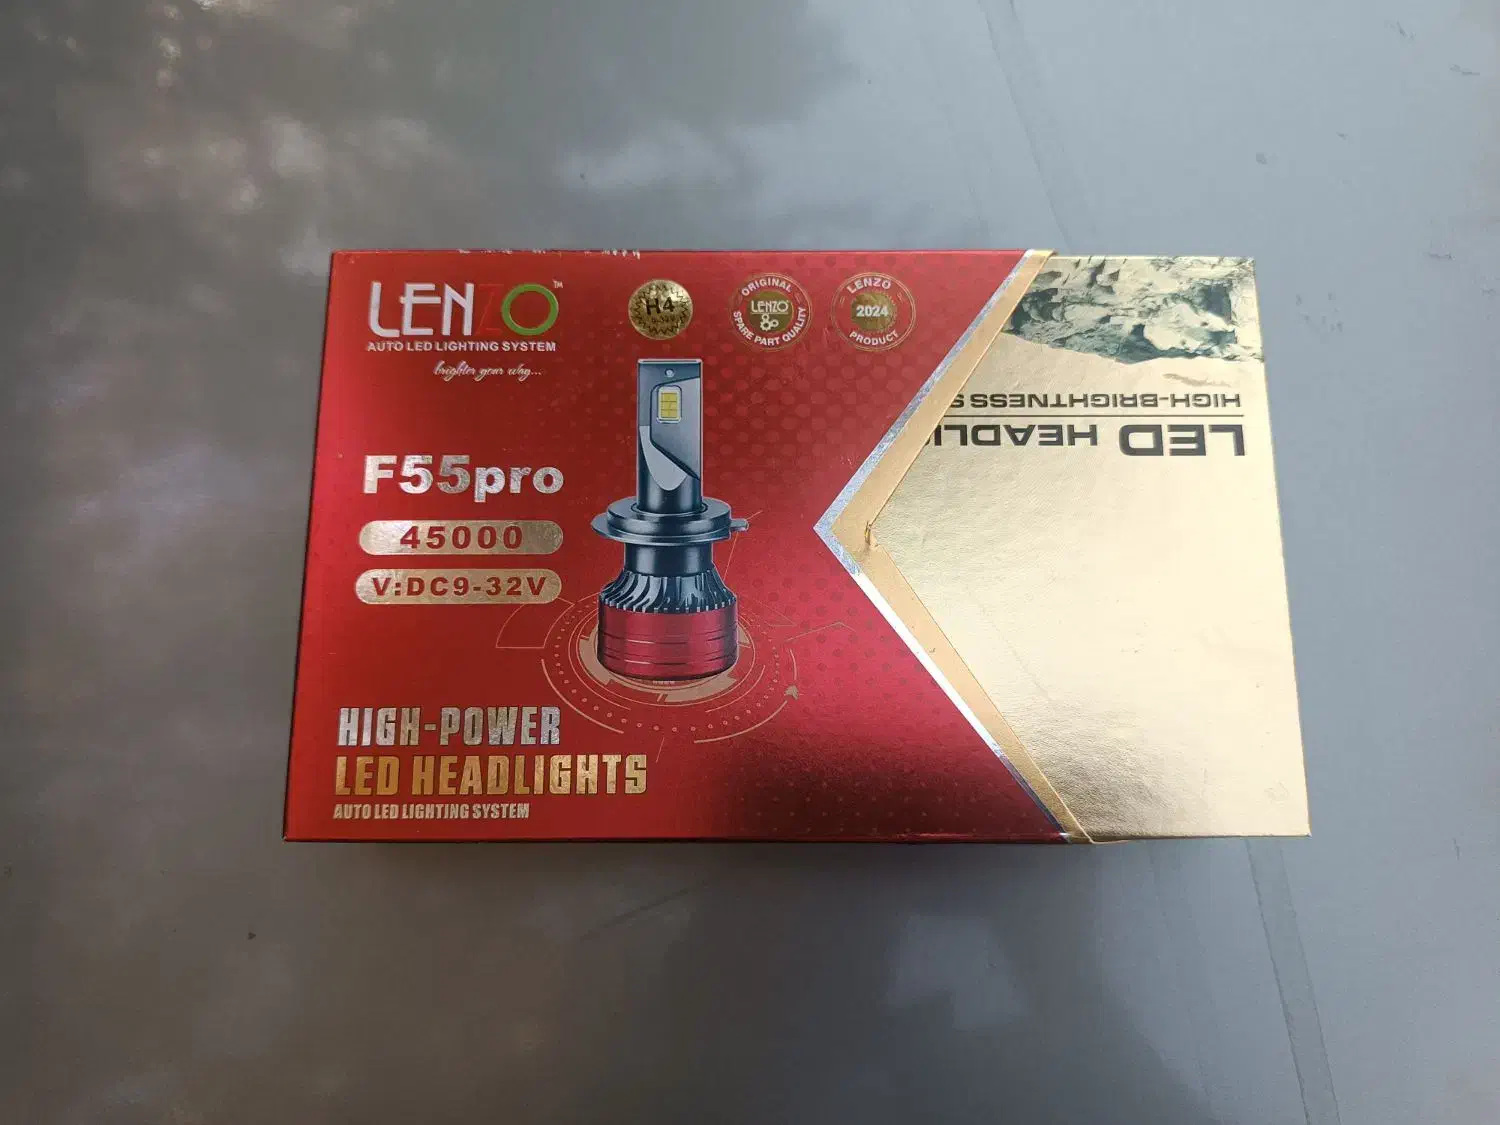 LENZO™
AUTO LED LIGHTING SYSTEM
brighter your way...
H4
ORIGINAL
LENZO
SPARE PART QUALITY
LENZO
2024
PRODUCT
F55pro
45000
V:DC9-32V
HIGH-POWER
LED HEADLIGHTS
AUTO LED LIGHTING SYSTEM
LED HEADLI
HIGH-BRIGHTNESS S